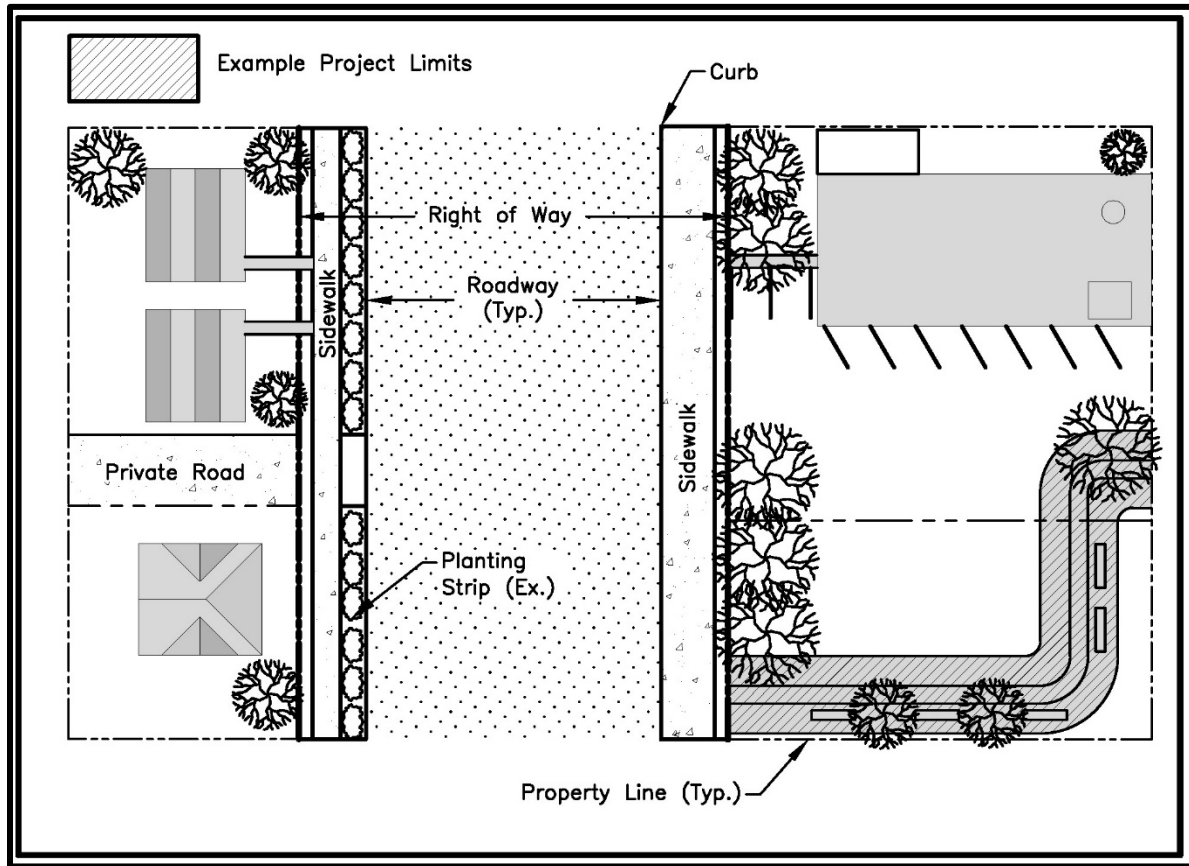 Example Project Limits
Curb
Right of Way
Roadway
(Typ.)
Sidewalk
Sidewalk
Private Road
Planting
Strip (Ex.)
Property Line (Typ.)